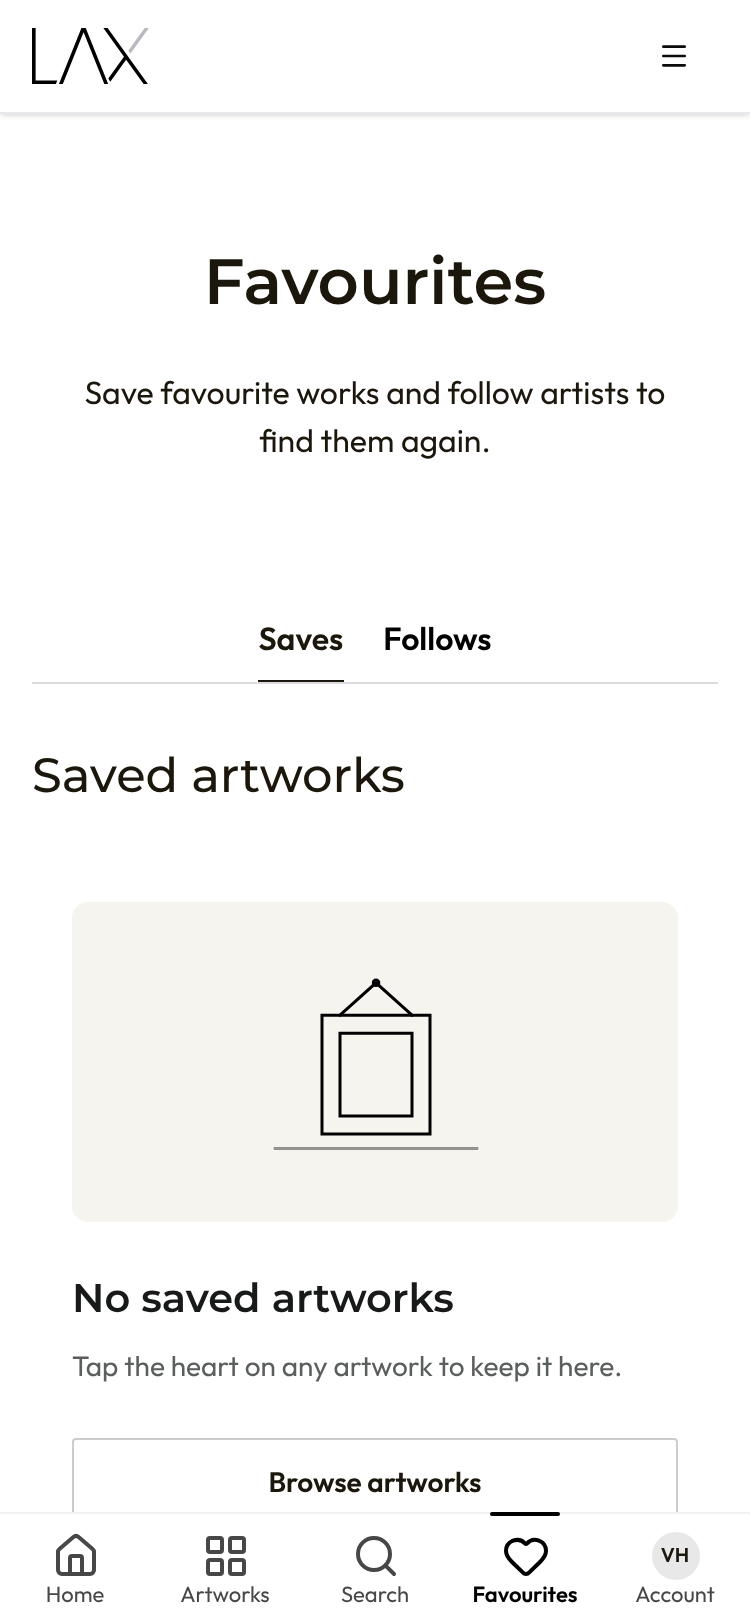 LAX
Favourites
Save favourite works and follow artists to
find them again.
Saves Follows
Saved artworks
No saved artworks
Tap the heart on any artwork to keep it here.
Browse artworks
VH
Home Artworks Search Favourites Account